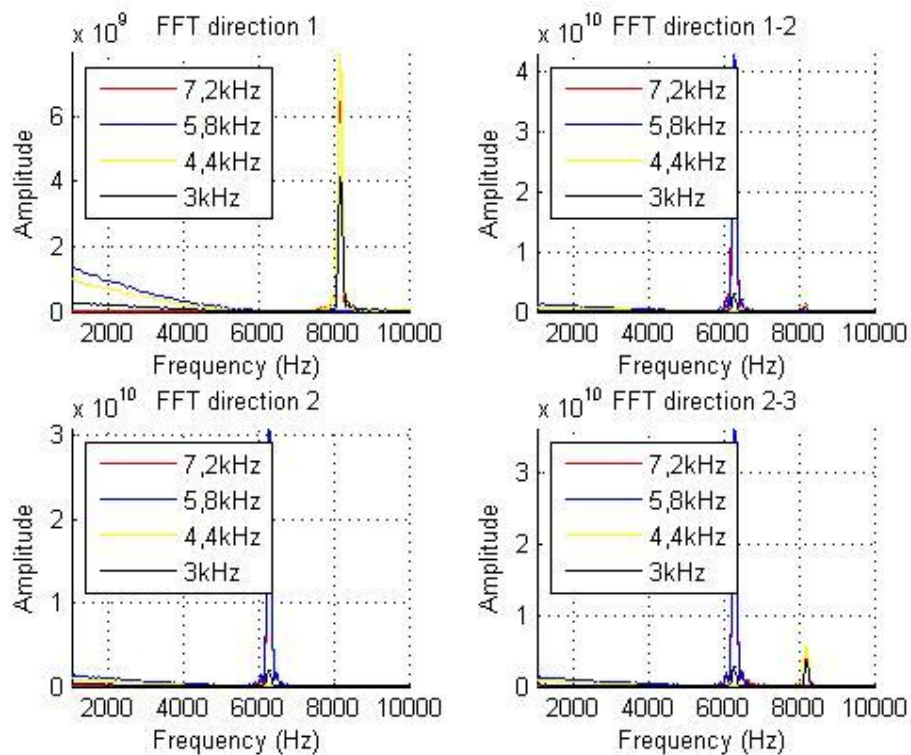 x 10^9 FFT direction 1
Amplitude
6
4
2
0
7,2kHz
5,8kHz
4,4kHz
3kHz
2000 4000 6000 8000 10000
Frequency (Hz)
x 10^10 FFT direction 1-2
Amplitude
4
3
2
1
0
7,2kHz
5,8kHz
4,4kHz
3kHz
2000 4000 6000 8000 10000
Frequency (Hz)
x 10^10 FFT direction 2
Amplitude
3
2
1
0
7,2kHz
5,8kHz
4,4kHz
3kHz
2000 4000 6000 8000 10000
Frequency (Hz)
x 10^10 FFT direction 2-3
Amplitude
3
2
1
0
7,2kHz
5,8kHz
4,4kHz
3kHz
2000 4000 6000 8000 10000
Frequency (Hz)